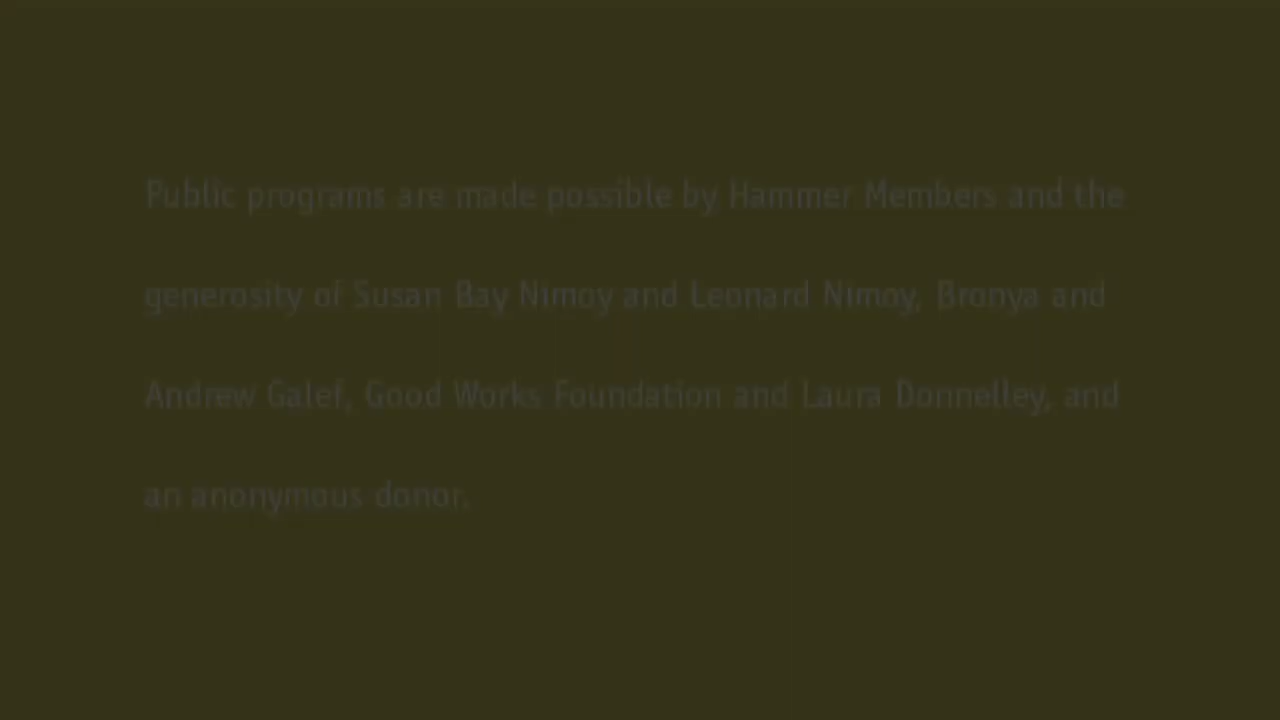 Public programs are made possible by Hammer Members and the
generosity of Susan Bay Nimoy and Leonard Nimoy, Bronya and
Andrew Galef, Good Works Foundation and Laura Donnelley, and
an anonymous donor.